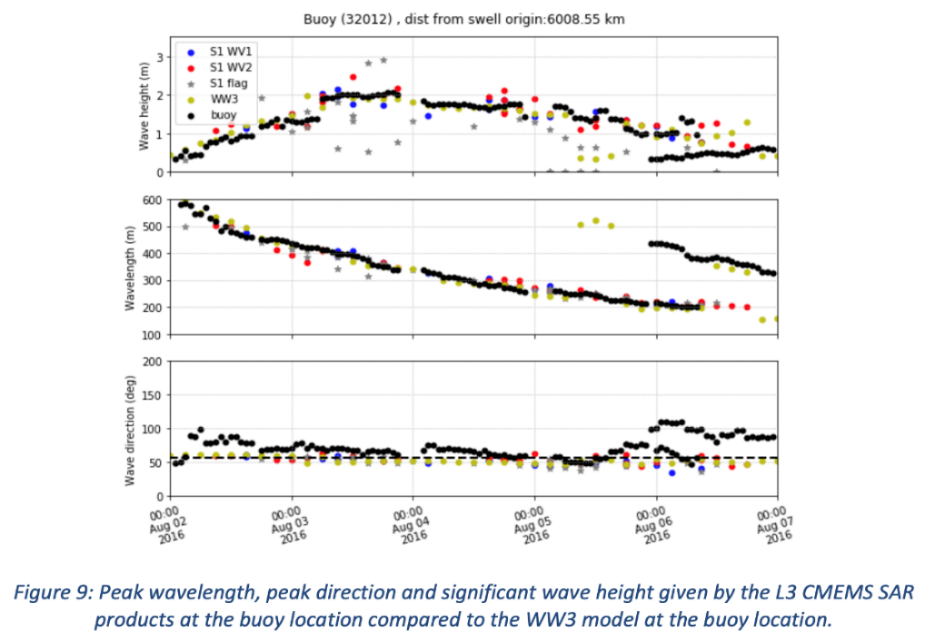 Buoy (32012) , dist from swell origin:6008.55 km
Wave height (m)
3
2
1
0
S1 WV1
S1 WV2
S1 flag
WW3
buoy
Wavelength (m)
600
500
400
300
200
100
Wave direction (deg)
200
150
100
50
0
00:00
Aug 02
2016
00:00
Aug 03
2016
00:00
Aug 04
2016
00:00
Aug 05
2016
00:00
Aug 06
2016
00:00
Aug 07
2016
Figure 9: Peak wavelength, peak direction and significant wave height given by the L3 CMEMS SAR
products at the buoy location compared to the WW3 model at the buoy location.